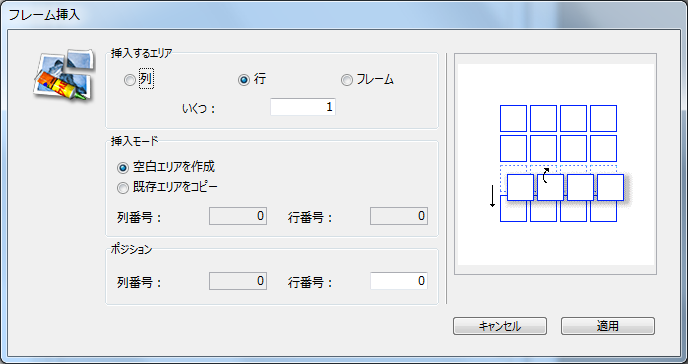 フレーム挿入
挿入するエリア
列 行 フレーム
いくつ： 1
挿入モード
空白エリアを作成
既存エリアをコピー
列番号： 0 行番号： 0
ポジション
列番号： 0 行番号： 0
キャンセル 適用